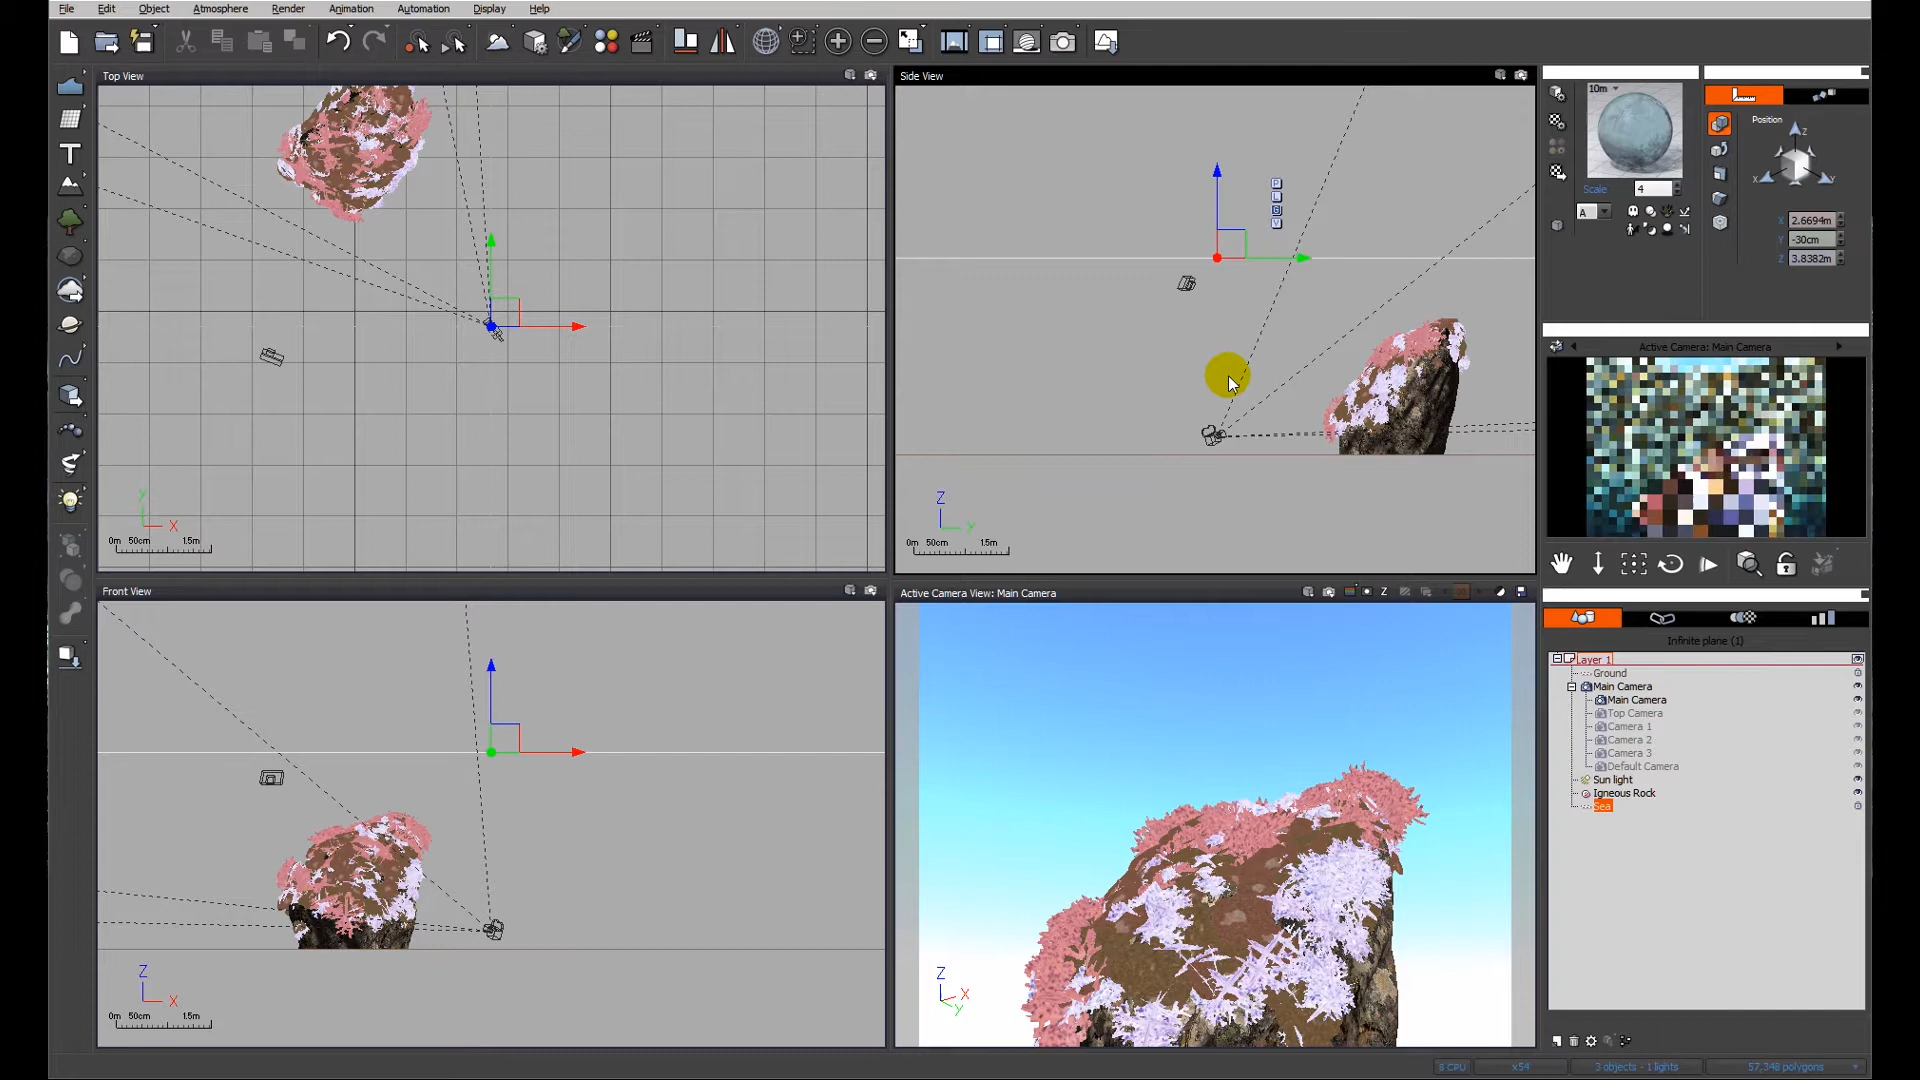 File Edit Object Atmosphere Render Animation Automation Display Help
Top View
Side View
10m
Position
Z
X
Y
Scale 4
A
X 2.6694m
Y -30cm
Z 3.8382m
P
L
G
V
Active Camera: Main Camera
Y
X
0m 50cm 1.5m
Z
Y
0m 50cm 1.5m
Front View
Active Camera View: Main Camera
Z
Infinite plane (1)
Layer 1
Ground
Main Camera
Main Camera
Top Camera
Camera 1
Camera 2
Camera 3
Default Camera
Sun light
Igneous Rock
Sea
Z
X
0m 50cm 1.5m
Z
X
Y
8 CPU x54 3 objects - 1 lights 57,348 polygons